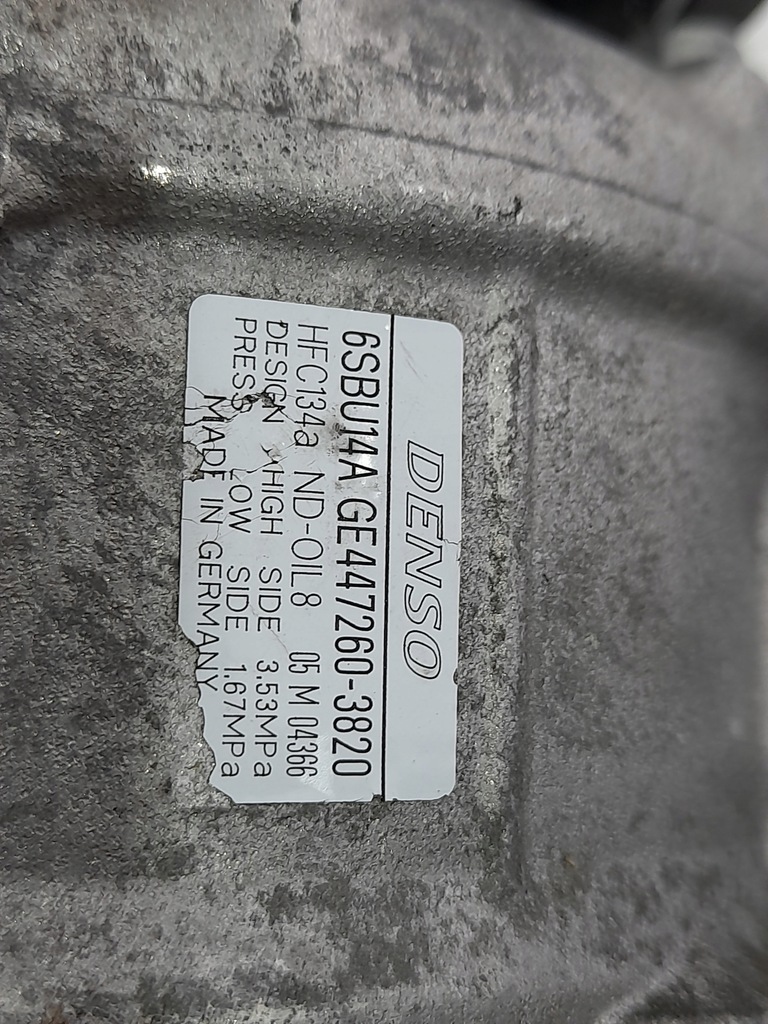 DENSO
6SBU14A GE447260-3820
HFC134a ND-OIL 8 05 M 04366
DESIGN HIGH SIDE 3.53MPa
PRESS LOW SIDE 1.67MPa
MADE IN GERMANY